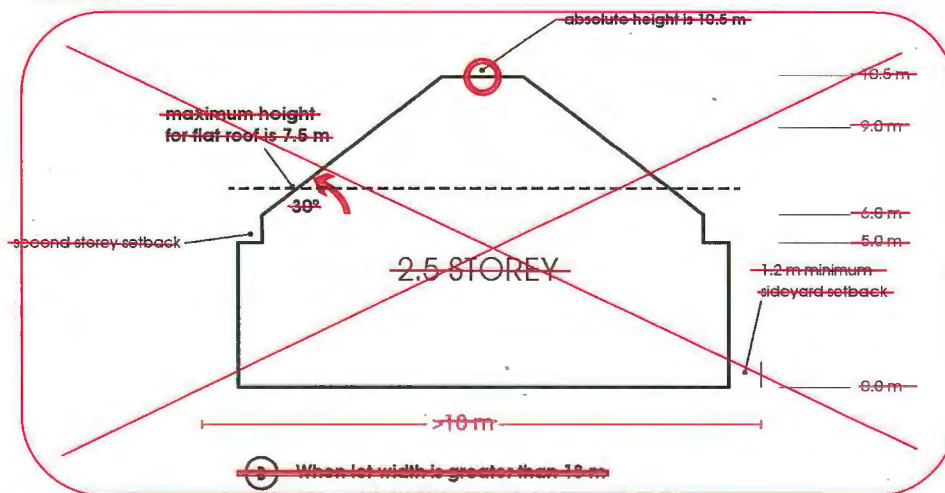 absolute height is 10.5 m
10.5 m
maximum height
for flat roof is 7.5 m
9.0 m
30°
6.0 m
second storey setback
5.0 m
2.5 STOREY
1.2 m minimum
sideyard setback
0.0 m
>18 m
When lot width is greater than 18 m